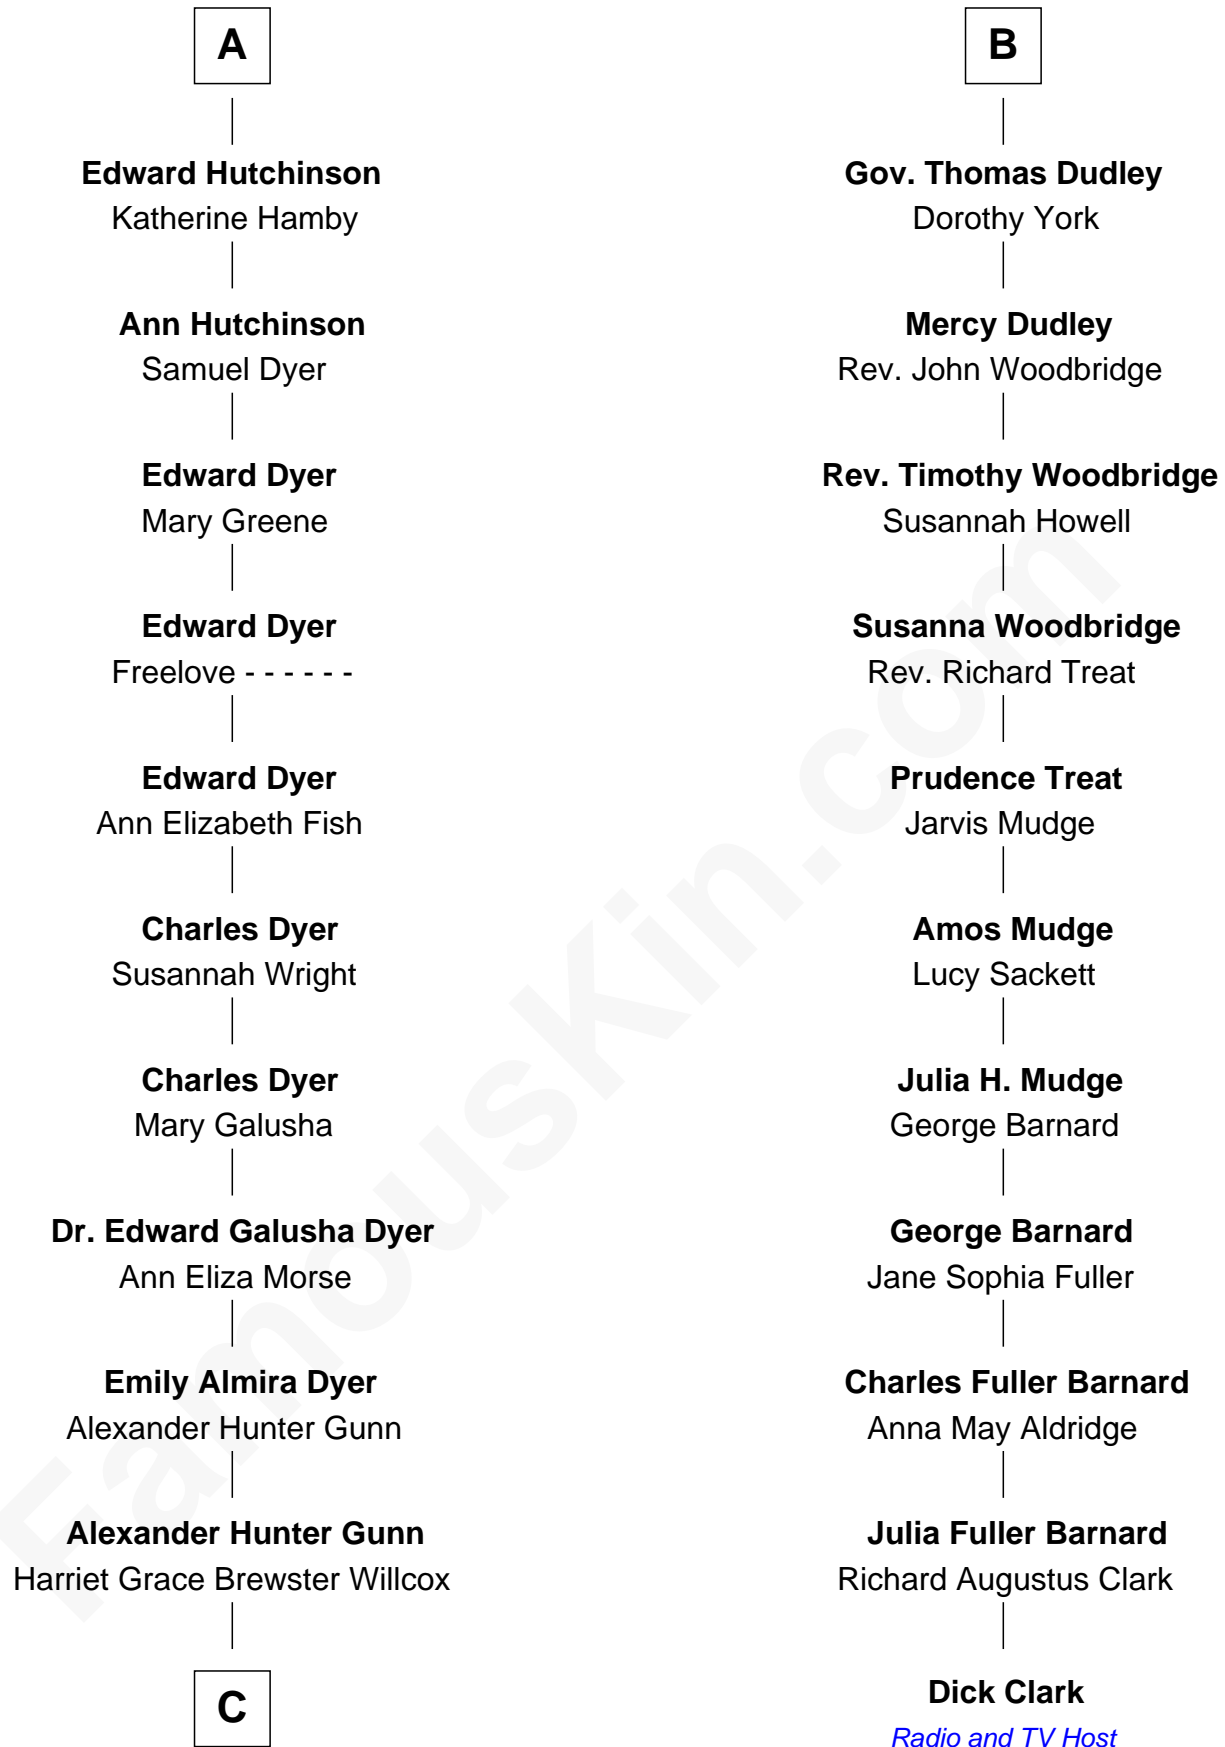 A
Edward Hutchinson
Katherine Hamby
Ann Hutchinson
Samuel Dyer
Edward Dyer
Mary Greene
Edward Dyer
Freelove - - - - - -
Edward Dyer
Ann Elizabeth Fish
Charles Dyer
Susannah Wright
Charles Dyer
Mary Galusha
Dr. Edward Galusha Dyer
Ann Eliza Morse
Emily Almira Dyer
Alexander Hunter Gunn
Alexander Hunter Gunn
Harriet Grace Brewster Willcox
C
B
Gov. Thomas Dudley
Dorothy York
Mercy Dudley
Rev. John Woodbridge
Rev. Timothy Woodbridge
Susannah Howell
Susanna Woodbridge
Rev. Richard Treat
Prudence Treat
Jarvis Mudge
Amos Mudge
Lucy Sackett
Julia H. Mudge
George Barnard
George Barnard
Jane Sophia Fuller
Charles Fuller Barnard
Anna May Aldridge
Julia Fuller Barnard
Richard Augustus Clark
Dick Clark
Radio and TV Host
FamousKin.com